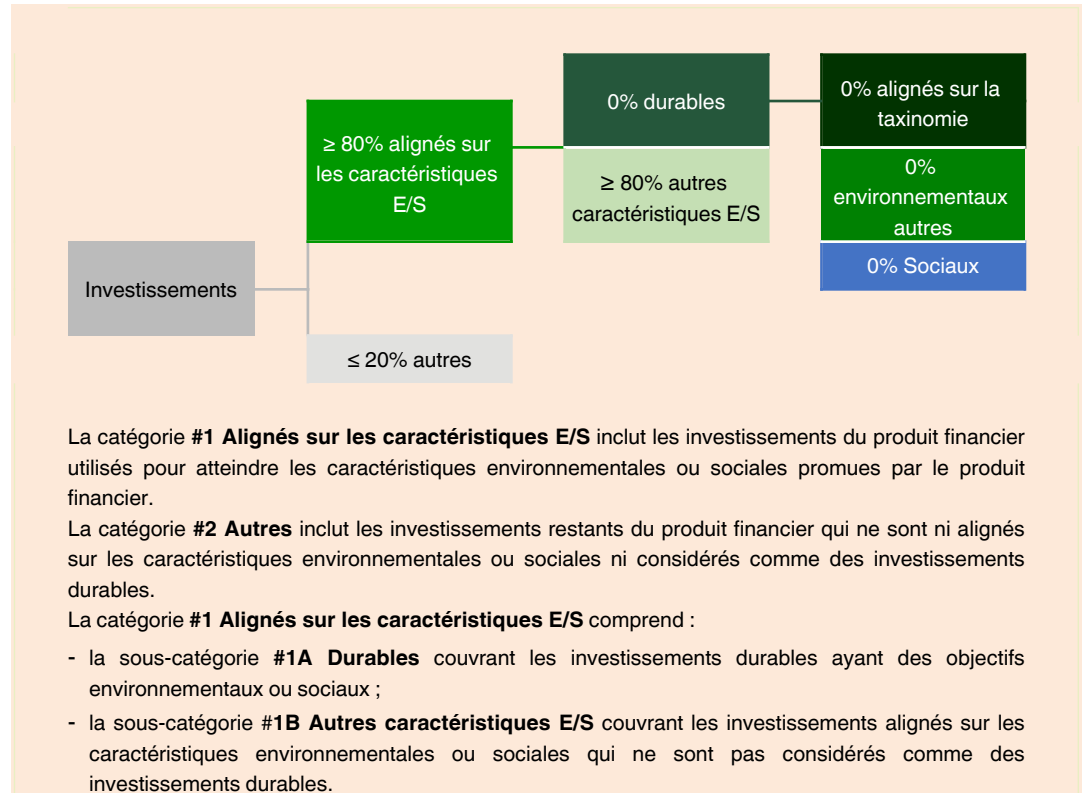 0% durables
0% alignés sur la
taxinomie
≥ 80% alignés sur
les caractéristiques
E/S
≥ 80% autres
caractéristiques E/S
0%
environnementaux
autres
0% Sociaux
Investissements
≤ 20% autres
La catégorie #1 Alignés sur les caractéristiques E/S inclut les investissements du produit financier
utilisés pour atteindre les caractéristiques environnementales ou sociales promues par le produit
financier.
La catégorie #2 Autres inclut les investissements restants du produit financier qui ne sont ni alignés
sur les caractéristiques environnementales ou sociales ni considérés comme des investissements
durables.
La catégorie #1 Alignés sur les caractéristiques E/S comprend :
- la sous-catégorie #1A Durables couvrant les investissements durables ayant des objectifs
environnementaux ou sociaux ;
- la sous-catégorie #1B Autres caractéristiques E/S couvrant les investissements alignés sur les
caractéristiques environnementales ou sociales qui ne sont pas considérés comme des
investissements durables.